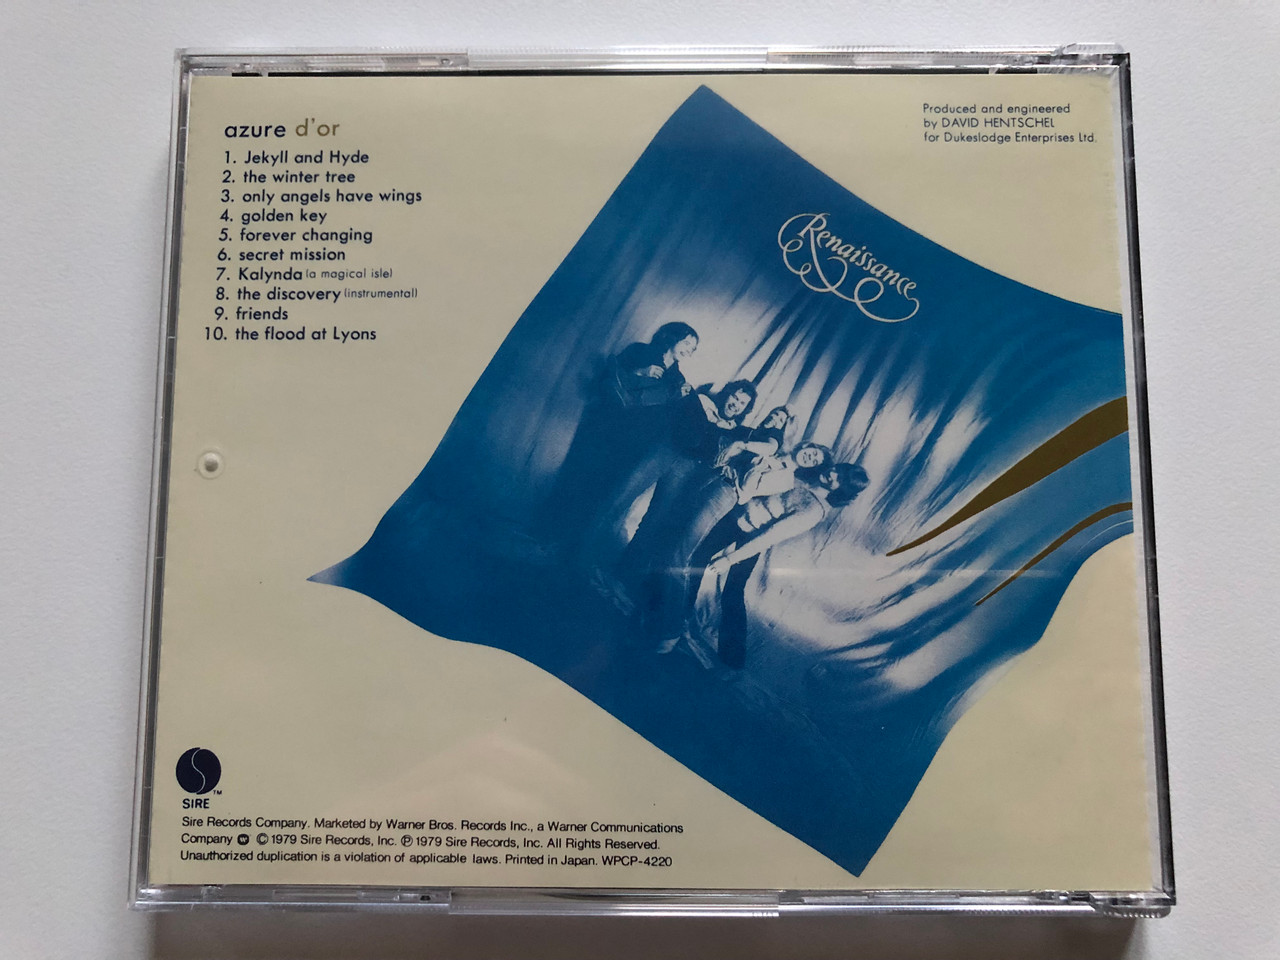 azure d'or
1. Jekyll and Hyde
2. the winter tree
3. only angels have wings
4. golden key
5. forever changing
6. secret mission
7. Kalynda (a magical isle)
8. the discovery (instrumental)
9. friends
10. the flood at Lyons
Produced and engineered
by DAVID HENTSCHEL
for Dukeslodge Enterprises Ltd.
Renaissance
TM
SIRE
Sire Records Company. Marketed by Warner Bros. Records Inc., a Warner Communications
Company W © 1979 Sire Records, Inc. ℗ 1979 Sire Records, Inc. All Rights Reserved.
Unauthorized duplication is a violation of applicable laws. Printed in Japan. WPCP-4220